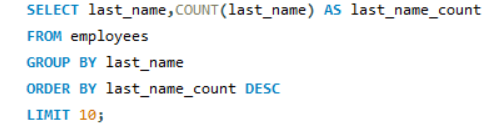 SELECT last_name,COUNT(last_name) AS last_name_count
FROM employees
GROUP BY last_name
ORDER BY last_name_count DESC
LIMIT 10;